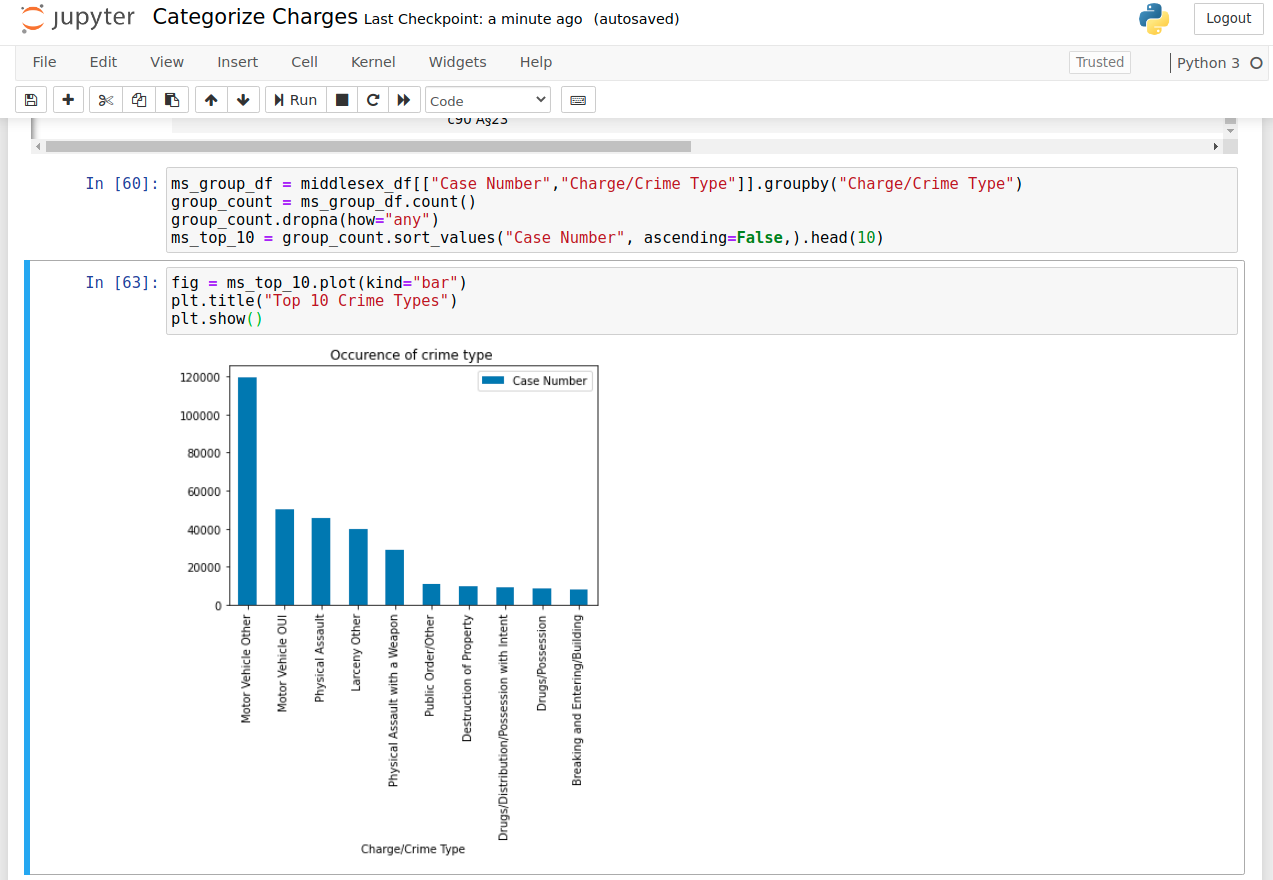 jupyter Categorize Charges Last Checkpoint: a minute ago (autosaved)
Logout
File Edit View Insert Cell Kernel Widgets Help
Trusted Python 3
Run Code
c90 A§23
In [60]: ms_group_df = middlesex_df[["Case Number","Charge/Crime Type"]].groupby("Charge/Crime Type")
group_count = ms_group_df.count()
group_count.dropna(how="any")
ms_top_10 = group_count.sort_values("Case Number", ascending=False,).head(10)
In [63]: fig = ms_top_10.plot(kind="bar")
plt.title("Top 10 Crime Types")
plt.show()
Occurence of crime type
Case Number
120000
100000
80000
60000
40000
20000
0
Motor Vehicle Other
Motor Vehicle OUI
Physical Assault
Larceny Other
Physical Assault with a Weapon
Public Order/Other
Destruction of Property
Drugs/Distribution/Possession with Intent
Drugs/Possession
Breaking and Entering/Building
Charge/Crime Type